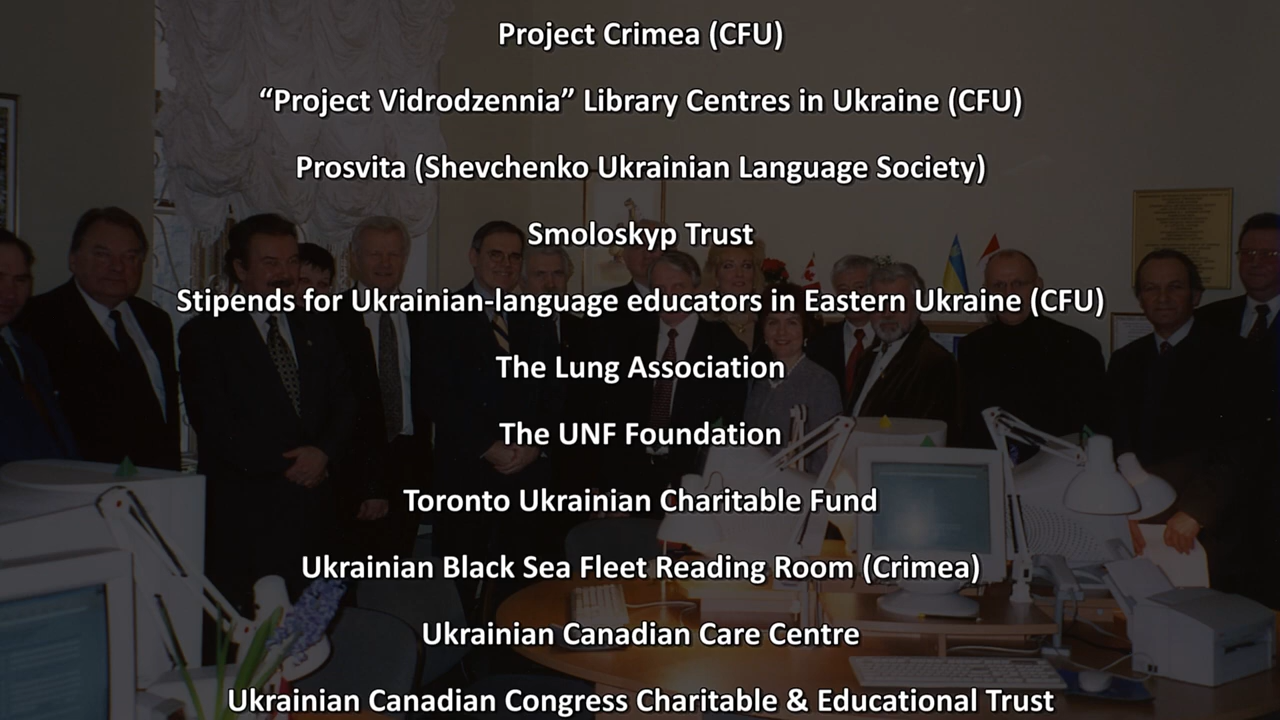 Project Crimea (CFU)
“Project Vidrodzennia” Library Centres in Ukraine (CFU)
Prosvita (Shevchenko Ukrainian Language Society)
Smoloskyp Trust
Stipends for Ukrainian-language educators in Eastern Ukraine (CFU)
The Lung Association
The UNF Foundation
Toronto Ukrainian Charitable Fund
Ukrainian Black Sea Fleet Reading Room (Crimea)
Ukrainian Canadian Care Centre
Ukrainian Canadian Congress Charitable & Educational Trust